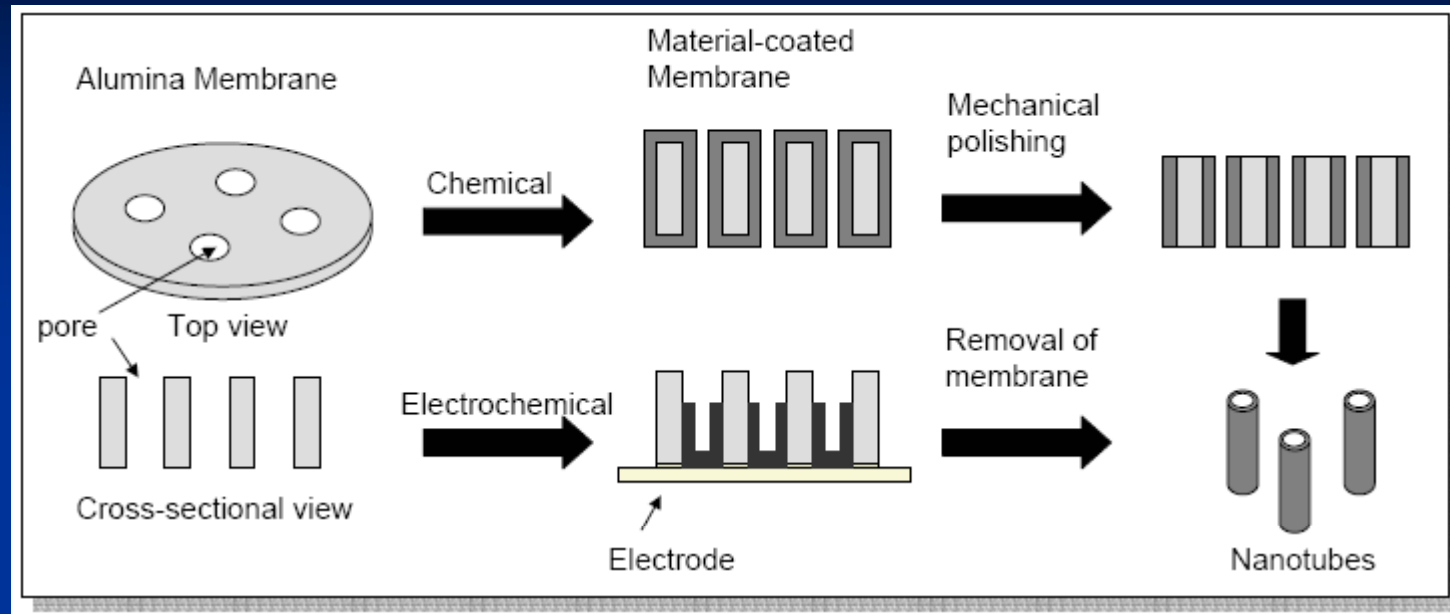 Alumina Membrane
Material-coated
Membrane
Mechanical
polishing
Chemical
pore
Top view
Removal of
membrane
Electrochemical
Cross-sectional view
Electrode
Nanotubes